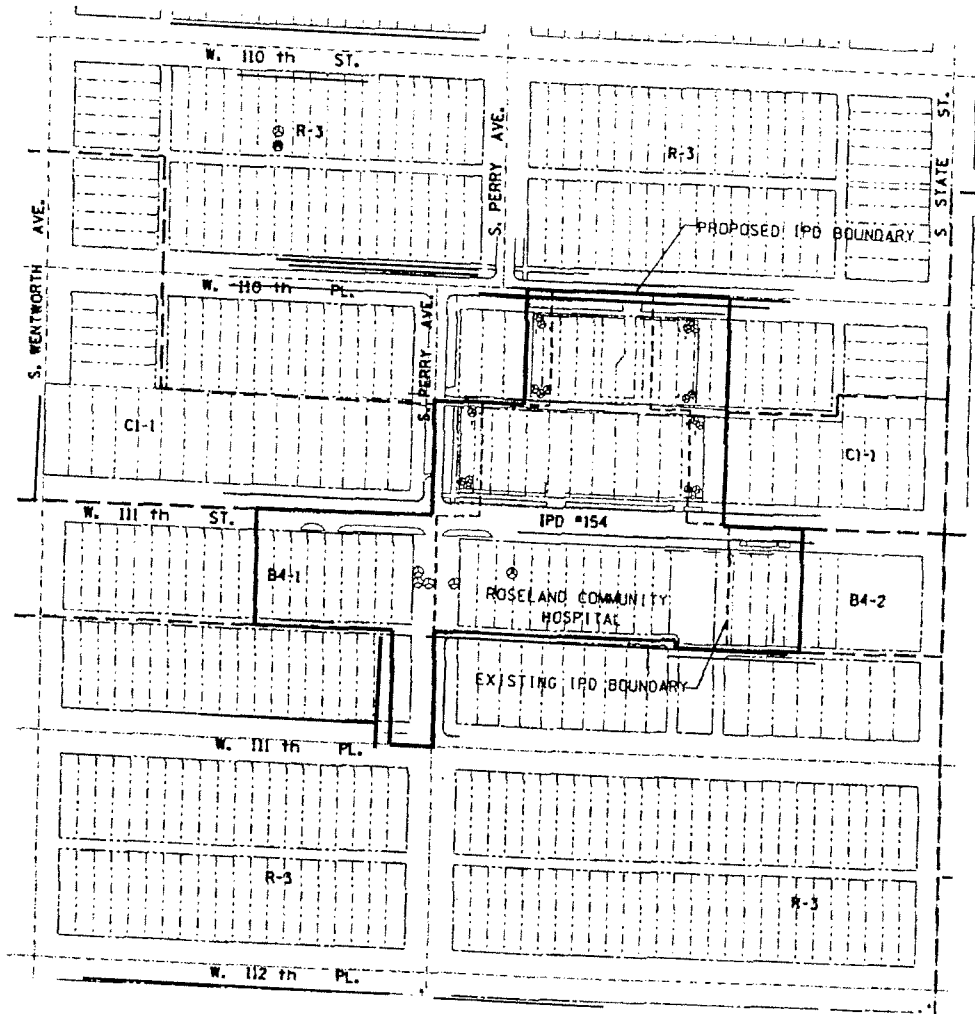 W. 110 th ST.
R-3
R-3
S. PERRY AVE.
S. STATE ST.
PROPOSED IPD BOUNDARY
S. WENTWORTH AVE.
W. 110 th PL.
S. PERRY AVE.
C1-1
C1-1
W. 111 th ST.
IPD #154
B4-1
ROSELAND COMMUNITY
HOSPITAL
B4-2
EXISTING IPD BOUNDARY
W. 111 th PL.
R-3
R-3
W. 112 th PL.